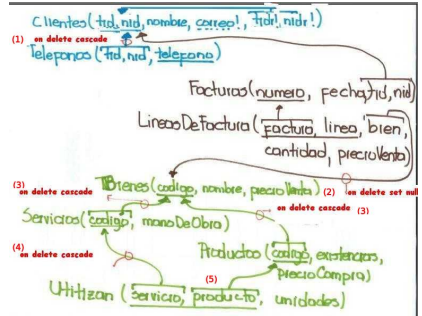 Clientes (tid, nid, nombre, correo!, tidr!, nidr!)
(1) on delete cascade
Telefonos (tid, nid, telefono)
Facturas (numero, fecha, tid, nid)
LineasDeFactura (factura, linea, bien,
cantidad, precioVenta)
(3) on delete cascade
Bienes (codigo, nombre, precioVenta) (2) on delete set null
on delete cascade (3)
Servicios (codigo, manoDeObra)
(4) on delete cascade
Productos (codigo, existencias,
precioCompra)
(5)
Utilizan (servicio, producto, unidades)